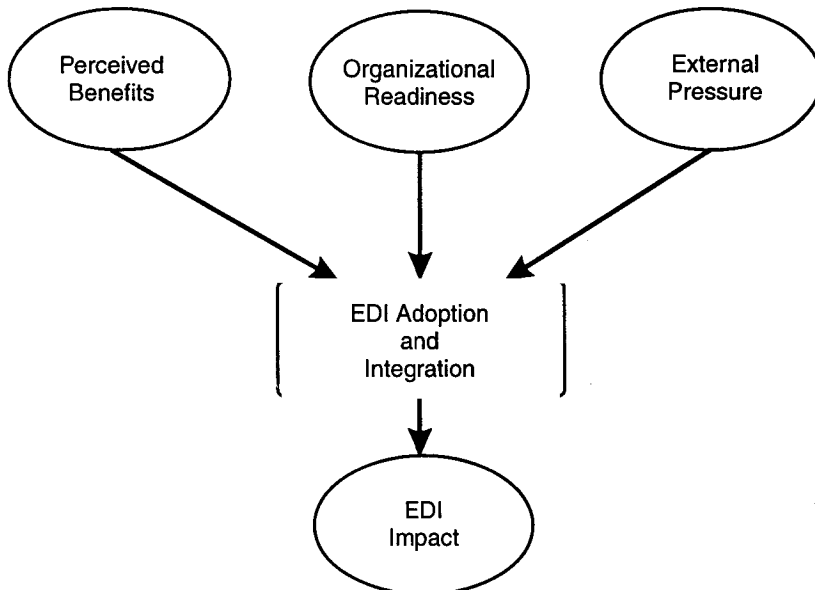 Perceived
Benefits
Organizational
Readiness
External
Pressure
EDI Adoption
and
Integration
EDI
Impact